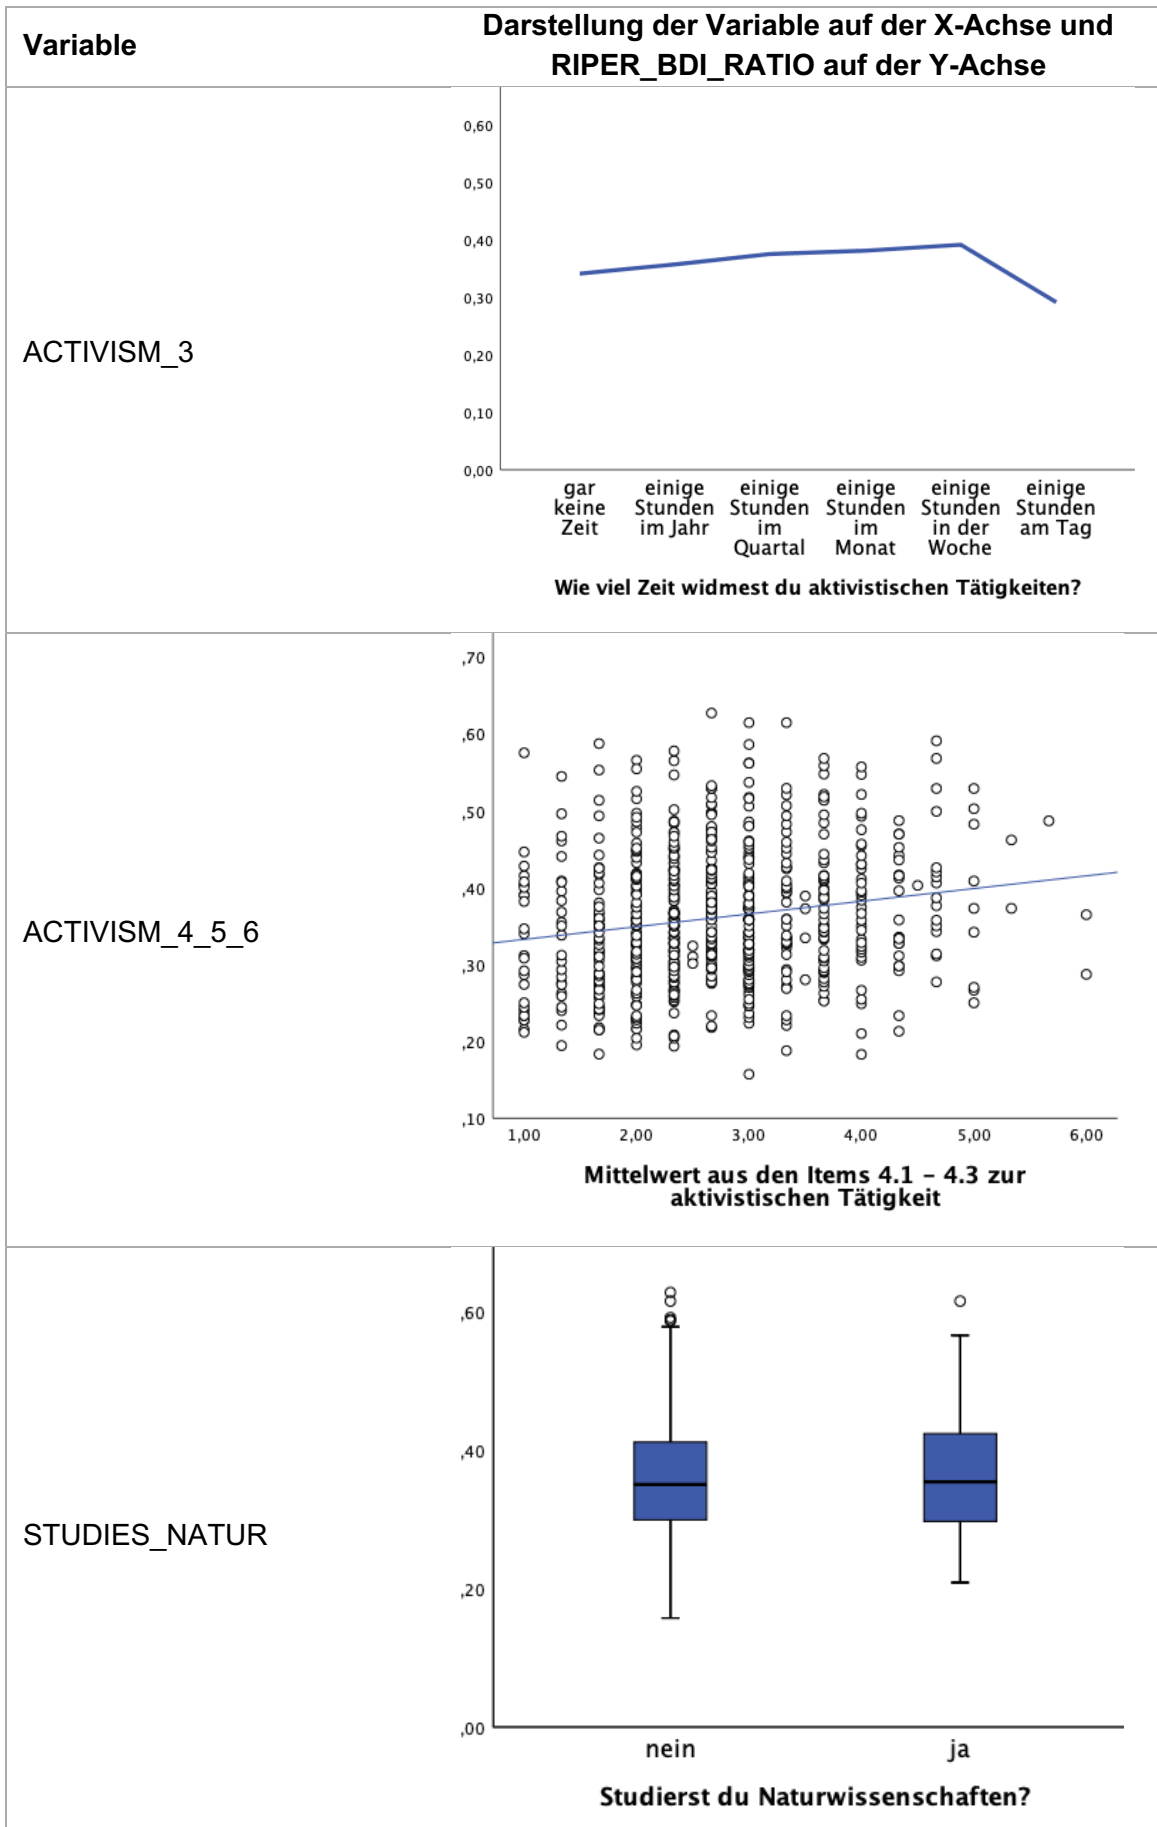 Variable
Darstellung der Variable auf der X-Achse und
RIPER_BDI_RATIO auf der Y-Achse
ACTIVISM_3
0,60
0,50
0,40
0,30
0,20
0,10
0,00
gar keine Zeit
einige Stunden im Jahr
einige Stunden im Quartal
einige Stunden im Monat
einige Stunden in der Woche
einige Stunden am Tag
Wie viel Zeit widmest du aktivistischen Tätigkeiten?
ACTIVISM_4_5_6
,70
,60
,50
,40
,30
,20
,10
1,00 2,00 3,00 4,00 5,00 6,00
Mittelwert aus den Items 4.1 – 4.3 zur
aktivistischen Tätigkeit
STUDIES_NATUR
,60
,40
,20
,00
nein ja
Studierst du Naturwissenschaften?